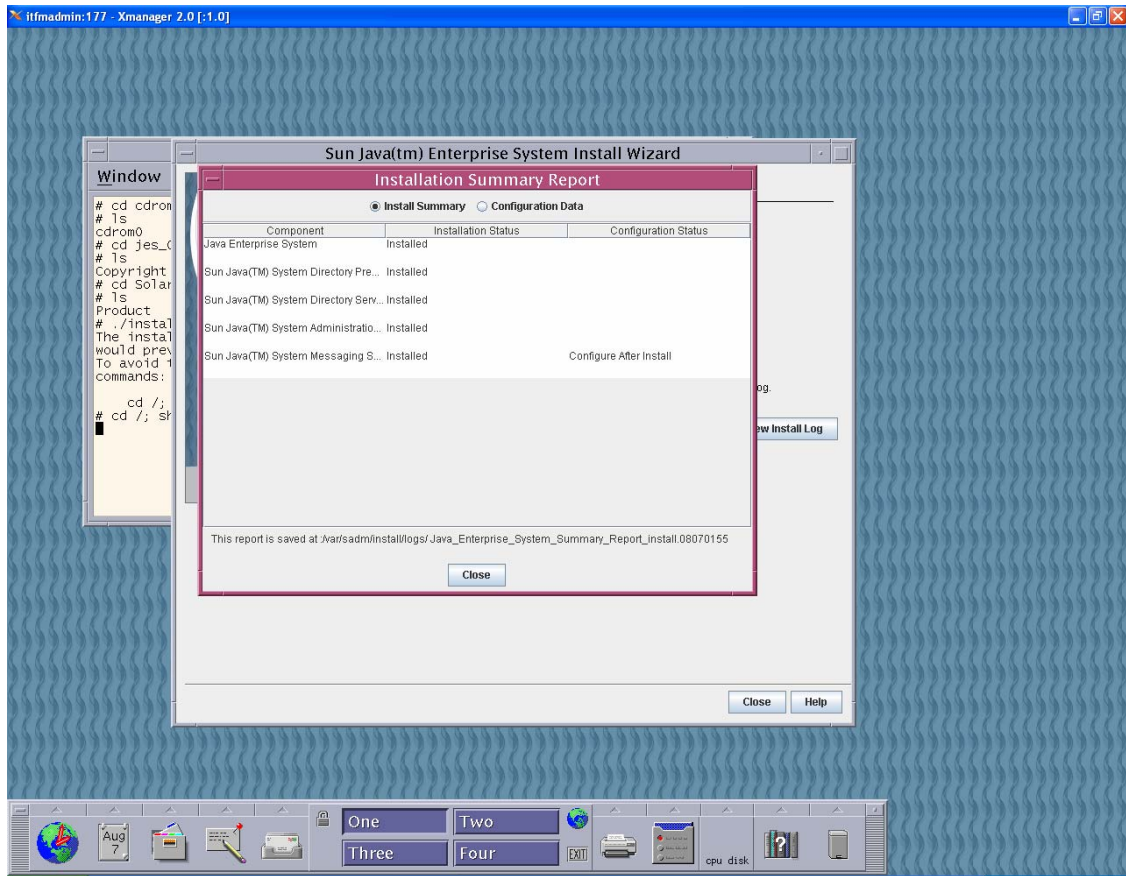 itfmadmin:177 - Xmanager 2.0 [:1.0]
Window
# cd cdrom
# ls
cdrom0
# cd jes_
# ls
Copyright
# cd Solar
# ls
Product
# ./instal
The instal
would prev
To avoid
commands:
cd /;
# cd /; sh
Sun Java(tm) Enterprise System Install Wizard
Installation Summary Report
Install Summary Configuration Data
Component Installation Status Configuration Status
Java Enterprise System Installed
Sun Java(TM) System Directory Pre... Installed
Sun Java(TM) System Directory Serv... Installed
Sun Java(TM) System Administratio... Installed
Sun Java(TM) System Messaging S... Installed Configure After Install
og.
ew Install Log
This report is saved at :/var/sadm/install/logs/ Java_Enterprise_System_Summary_Report_install.08070155
Close
Close Help
Aug
7
One Two
Three Four
EXIT
cpu disk
?